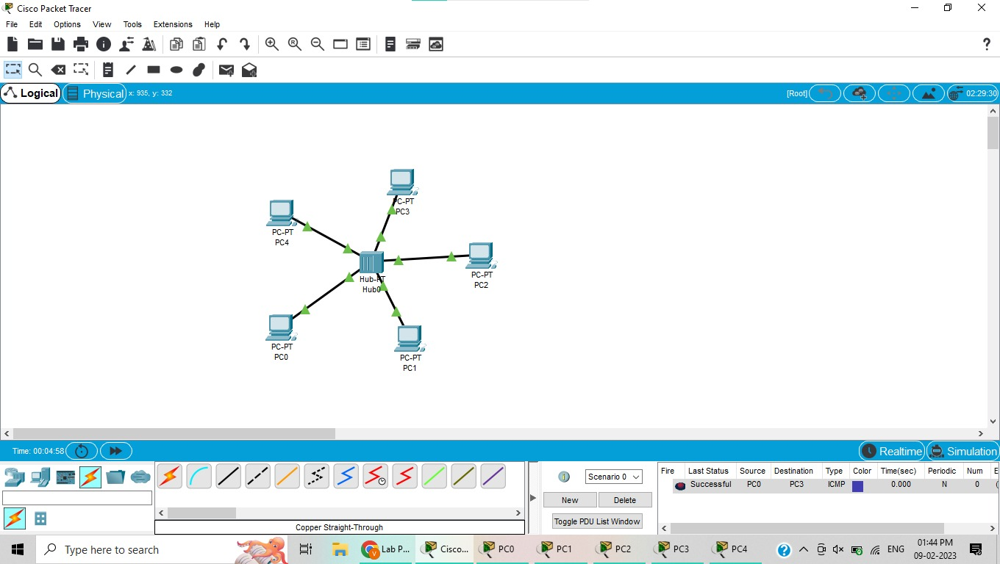 Cisco Packet Tracer
File Edit Options View Tools Extensions Help
?
Logical Physical x: 935, y: 332 [Root] 02:29:30
PC-PT
PC3
PC-PT
PC4
PC-PT
PC2
Hub-PT
Hub0
PC-PT
PC0
PC-PT
PC1
Time: 00:04:58 Realtime Simulation
Scenario 0
New Delete
Toggle PDU List Window
Fire Last Status Source Destination Type Color Time(sec) Periodic Num E
Successful PC0 PC3 ICMP 0.000 N 0 (
Copper Straight-Through
Type here to search Lab P... Cisco... PC0 PC1 PC2 PC3 PC4 ENG 01:44 PM
09-02-2023